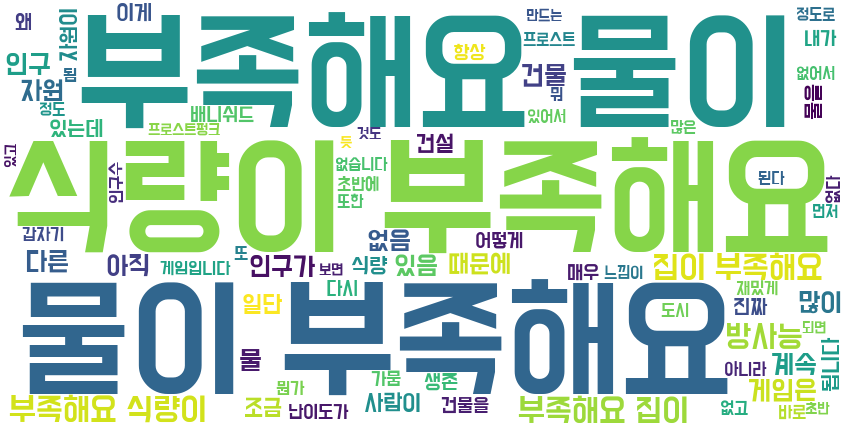 왜 자원이 이게 만드는 정도로
부족해요 물이
인구 됨 항상 프로스트 내가
자원 건물 뭐 없어서
정도 배니쉬드 있어서 물을
있는데 프로스트펑크 것도 많은
있고 듯 건설
식량이 부족해요
인구수 없습니다 된다 없다
초반에
또한 먼저
갑자기 없음 어떻게
다른 아직 게임입니다 또 인구가 보면 식량 있음 때문에 매우 느낌이 집이 부족해요
물이 부족해요
다시 재밌게
일단 도시 진짜 많이
방사능 되면
물 아니라 계속 됩니다
뭔가 가뭄 생존 게임은
부족해요 식량이 조금 난이도가 사람이 건물을 부족해요 집이 없고 바로 초반